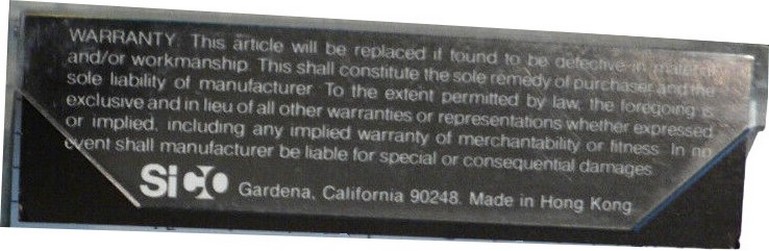 WARRANTY. This article will be replaced if found to be defective in material
and/or workmanship. This shall constitute the sole remedy of purchaser and the
sole liability of manufacturer. To the extent permitted by law, the foregoing is
exclusive and in lieu of all other warranties or representations whether expressed
or implied, including any implied warranty of merchantability or fitness. In no
event shall manufacturer be liable for special or consequential damages.
SiCO Gardena, California 90248. Made in Hong Kong